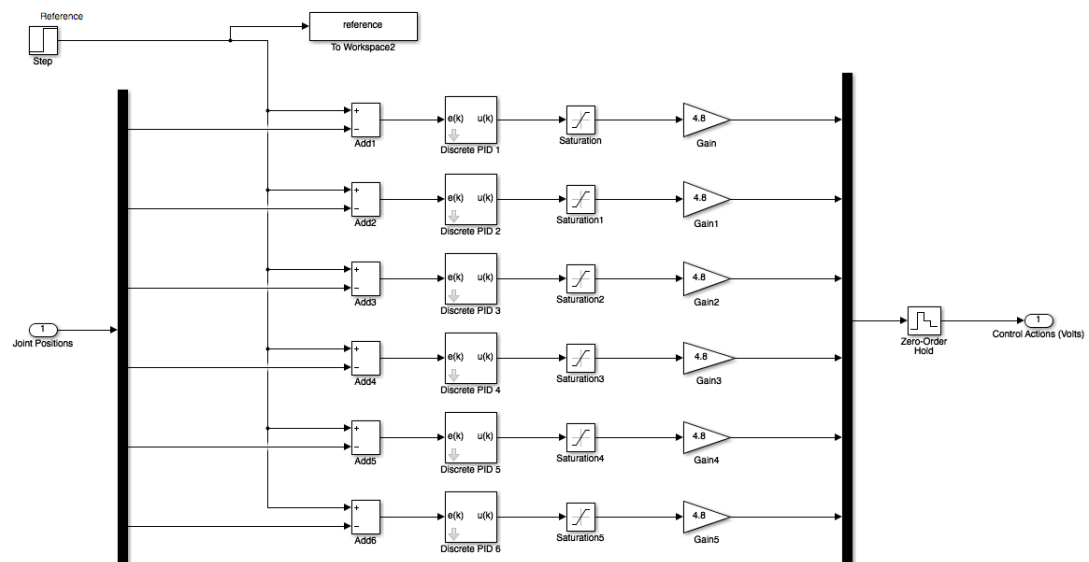 Reference
Step
reference
To Workspace2
+
−
Add1
e(k) u(k)
Discrete PID 1
Saturation
4.8
Gain
+
−
Add2
e(k) u(k)
Discrete PID 2
Saturation1
4.8
Gain1
+
−
Add3
e(k) u(k)
Discrete PID 3
Saturation2
4.8
Gain2
1
Joint Positions
+
−
Add4
e(k) u(k)
Discrete PID 4
Saturation3
4.8
Gain3
Zero-Order
Hold
1
Control Actions (Volts)
+
−
Add5
e(k) u(k)
Discrete PID 5
Saturation4
4.8
Gain4
+
−
Add6
e(k) u(k)
Discrete PID 6
Saturation5
4.8
Gain5